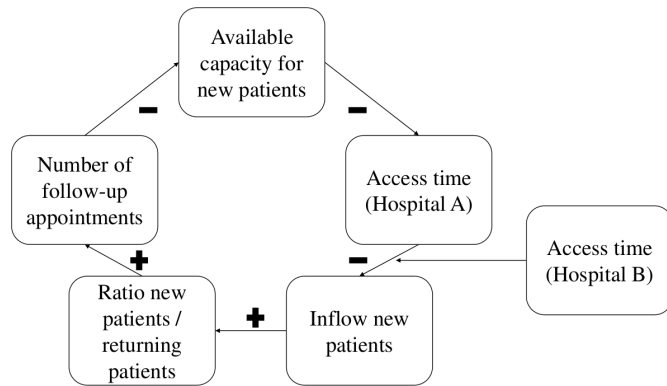 Available
capacity for
new patients
Number of
follow-up
appointments
Access time
(Hospital A)
Access time
(Hospital B)
Ratio new
patients /
returning
patients
Inflow new
patients